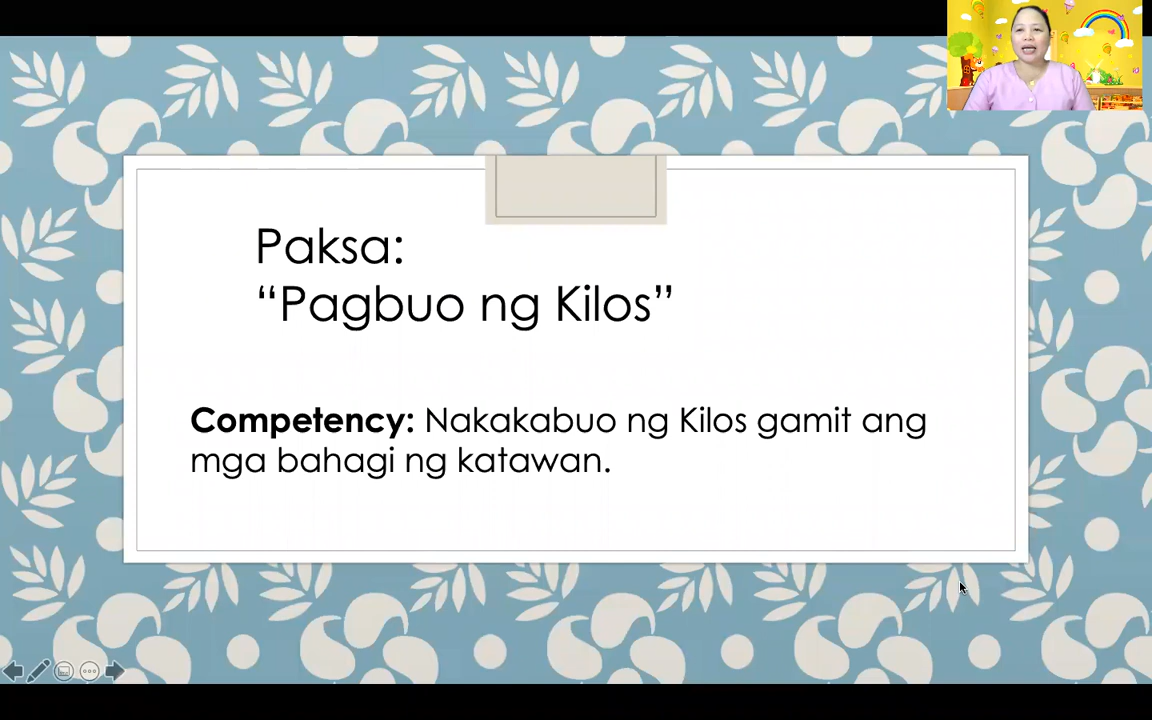 Paksa:
“Pagbuo ng Kilos”
Competency: Nakakabuo ng Kilos gamit ang
mga bahagi ng katawan.